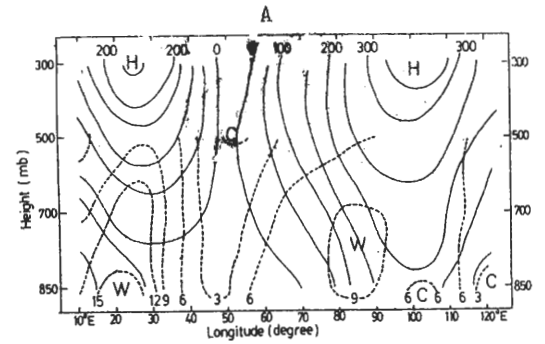 A
200 200 0 100 200 300 300
H H
300 300
C
500 500
Height (mb)
700 700
W
W C
850 15 129 6 3 6 9 6 C 6 6 3 850
10°E 20 30 40 50 60 70 80 90 100 110 120°E
Longitude (degree)